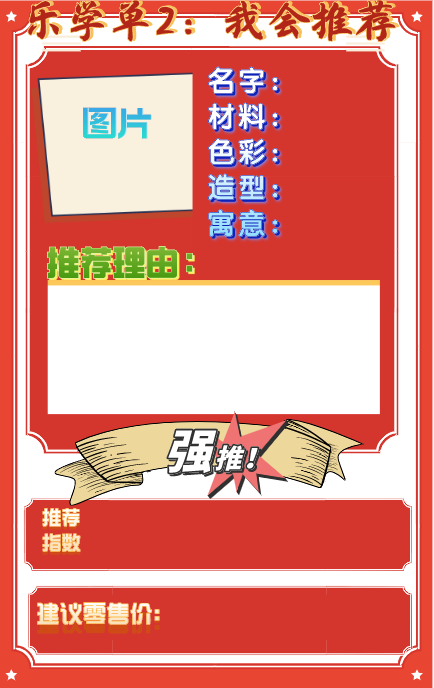 乐学单2：我会推荐
图片
名字：
材料：
色彩：
造型：
寓意：
推荐理由：
强推！
推荐
指数
建议零售价：